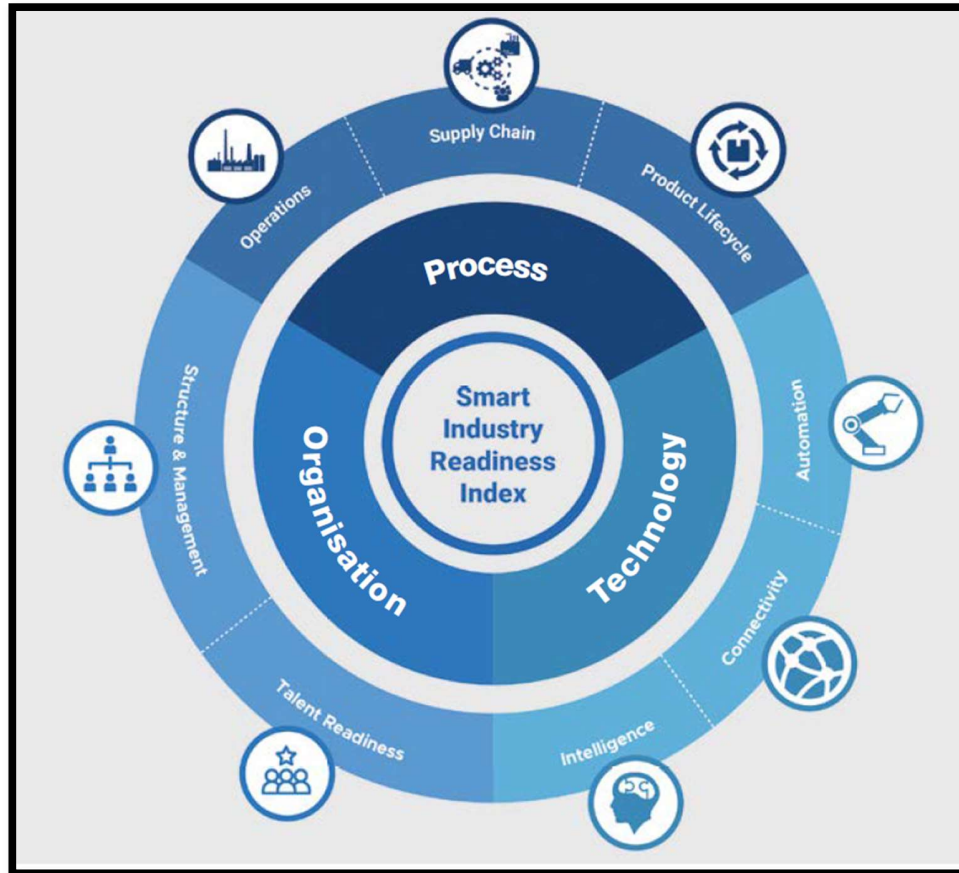 Supply Chain
Operations
Product Lifecycle
Process
Smart
Industry
Readiness
Index
Organisation
Technology
Structure & Management
Automation
Connectivity
Talent Readiness
Intelligence